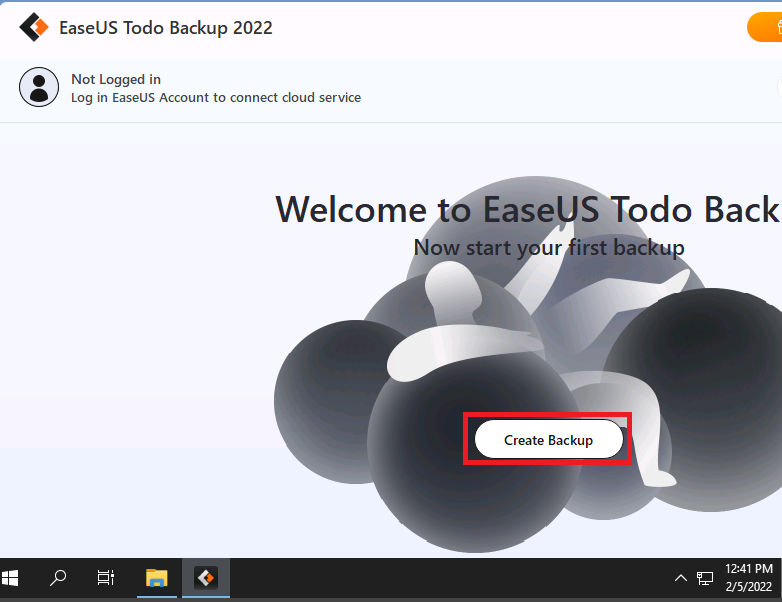 EaseUS Todo Backup 2022
Not Logged in
Log in EaseUS Account to connect cloud service
Welcome to EaseUS Todo Back
Now start your first backup
Create Backup
12:41 PM
2/5/2022